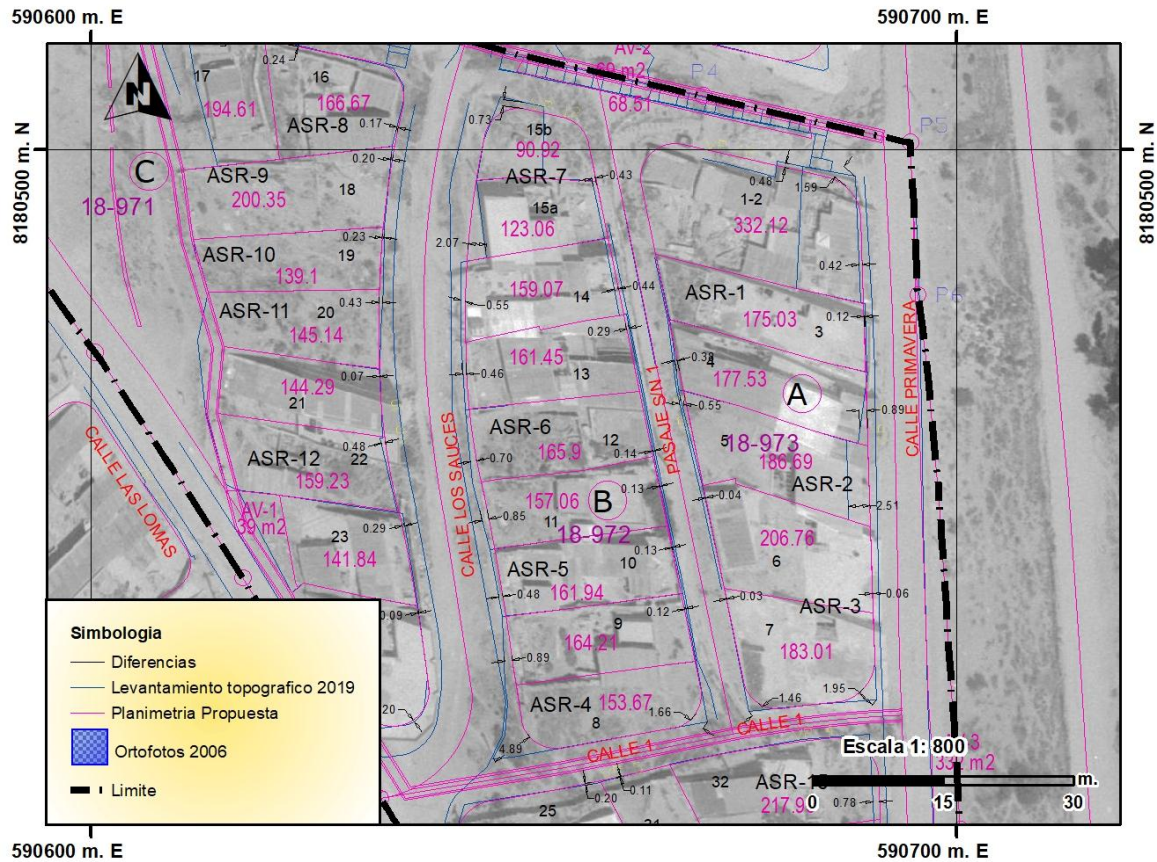 590600 m. E
590700 m. E
8180500 m. N
8180500 m. N
N
AV-2
69 m2
68.51
P4
P5
P6
0.24
17
194.61
16
166.67
ASR-8
0.17
0.20
C
18-971
ASR-9
200.35
18
ASR-10
139.1
0.23
19
ASR-11
145.14
0.43
20
144.29
0.07
21
ASR-12
159.23
0.48
22
AV-1
39 m2
0.29
23
141.84
0.09
CALLE LAS LOMAS
CALLE LOS SAUCES
0.73
15b
90.92
ASR-7
0.43
15a
123.06
2.07
159.07
14
0.44
0.55
0.29
161.45
13
0.46
ASR-6
165.9
12
0.14
0.70
157.06
0.13
B
11
18-972
0.85
10
0.13
ASR-5
161.94
0.48
0.12
9
164.21
0.89
ASR-4
153.67
8
1.66
4.89
PASAJE S/N 1
0.48
1.59
1-2
332.12
0.42
ASR-1
175.03
0.12
3
0.38
4
177.53
A
0.55
0.89
5
18-973
186.69
ASR-2
0.04
2.51
206.76
6
0.03
0.06
ASR-3
7
183.01
1.46
1.95
CALLE PRIMAVERA
CALLE 1
CALLE 1
0.20
0.11
25
32
217.9
0.78
Escala 1: 800
m.
0
15
30
Simbologia
Diferencias
Levantamiento topografico 2019
Planimetria Propuesta
Ortofotos 2006
Limite
590600 m. E
590700 m. E